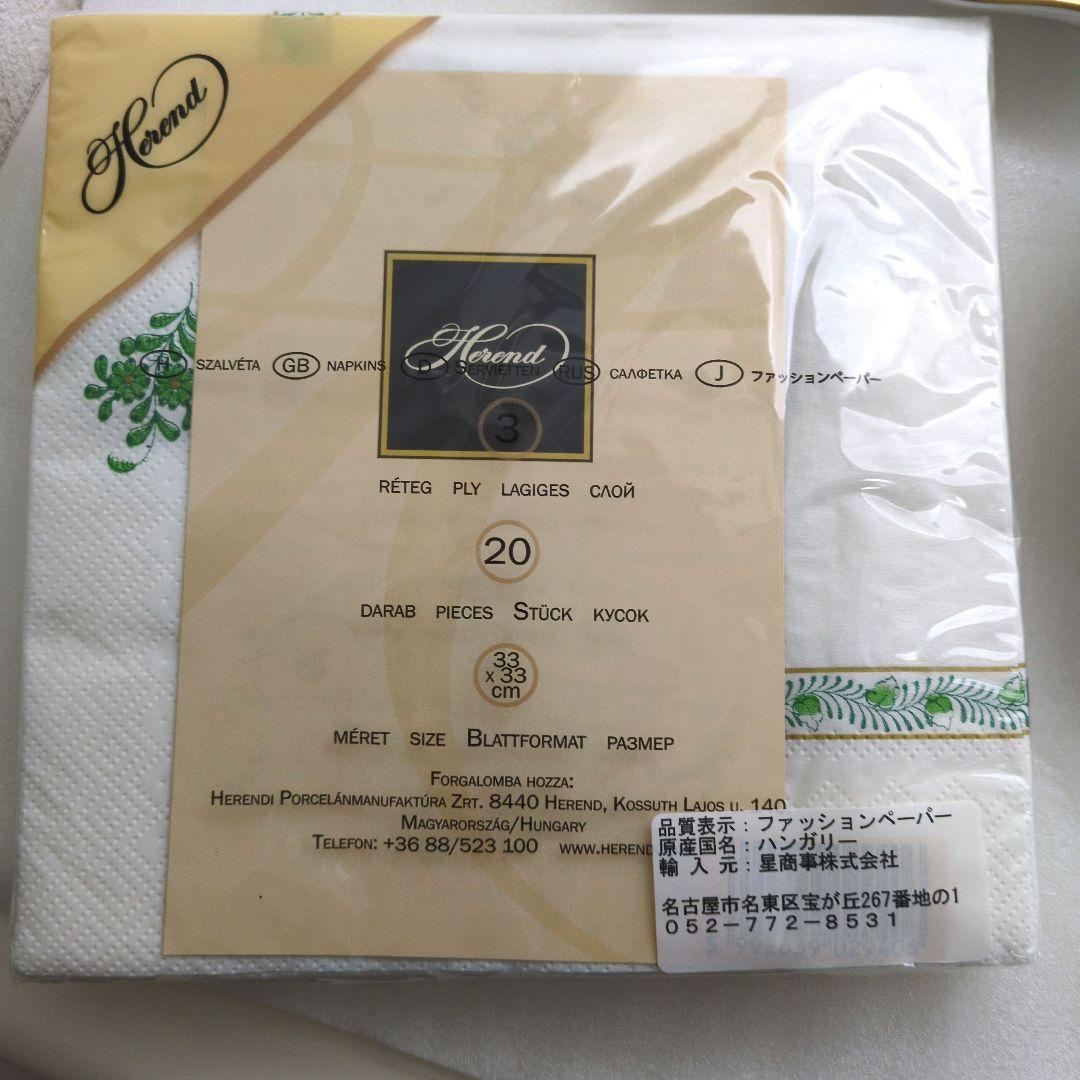 Herend
Herend
H SZALVÉTA GB NAPKINS D SERVIETTEN RUS САЛФЕТКА J ファッションペーパー
3
RÉTEG PLY LAGIGES СЛОЙ
20
DARAB PIECES STÜCK КУСОК
33
x 33
cm
MÉRET SIZE BLATTFORMAT РАЗМЕР
FORGALOMBA HOZZA:
HERENDI PORCELÁNMANUFAKTÚRA ZRT. 8440 HEREND, KOSSUTH LAJOS U. 140
MAGYARORSZÁG/HUNGARY
TELEFON: +36 88/523 100 WWW.HEREND
品質表示：ファッションペーパー
原産国名：ハンガリー
輸入元：星商事株式会社
名古屋市名東区宝が丘267番地の1
052-772-8531